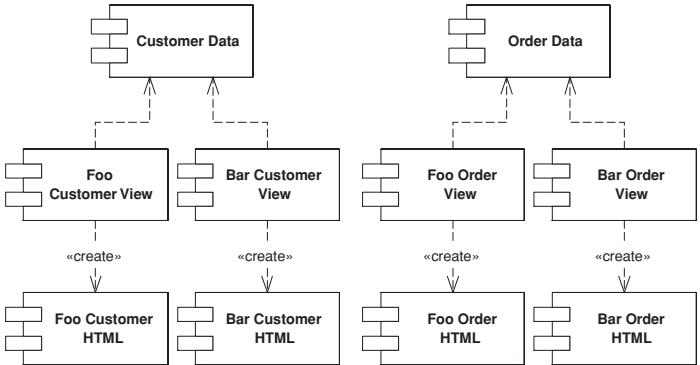 Customer Data
Order Data
Foo
Customer View
Bar Customer
View
Foo Order
View
Bar Order
View
«create»
«create»
«create»
«create»
Foo Customer
HTML
Bar Customer
HTML
Foo Order
HTML
Bar Order
HTML